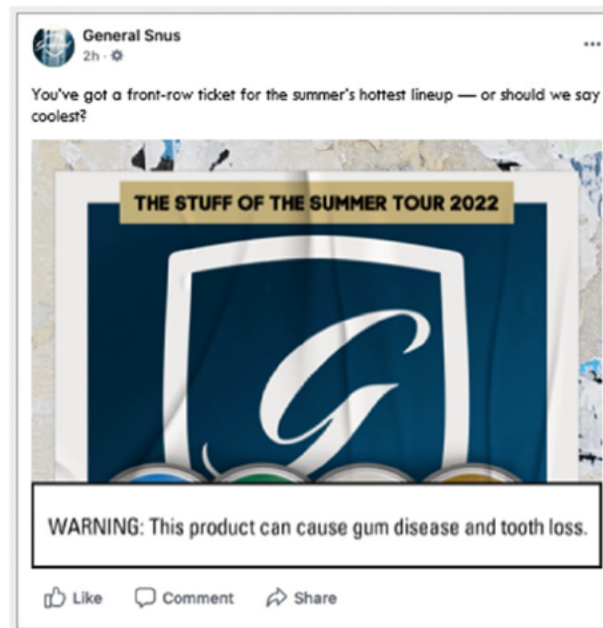 General Snus
2h ·
You've got a front-row ticket for the summer's hottest lineup — or should we say
coolest?
THE STUFF OF THE SUMMER TOUR 2022
G
WARNING: This product can cause gum disease and tooth loss.
Like Comment Share